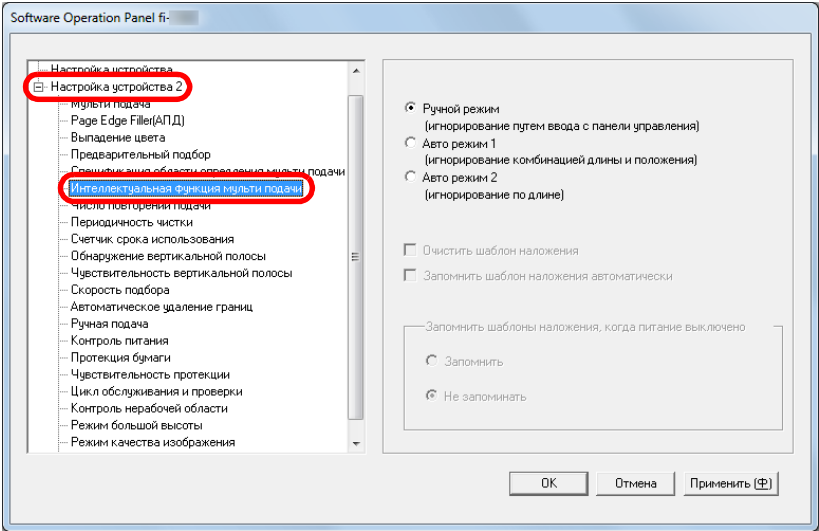 Software Operation Panel fi-
Настройка устройства
Настройка устройства 2
Мульти подача
Page Edge Filler(АПД)
Выпадение цвета
Предварительный подбор
Спецификация области опредления мульти подачи
Интеллектуальная функция мульти подачи
Число повторений подачи
Периодичность чистки
Счетчик срока использования
Обнаружение вертикальной полосы
Чувствительность вертикальной полосы
Скорость подбора
Автоматическое удаление границ
Ручная подача
Контроль питания
Протекция бумаги
Чувствительность протекции
Цикл обслуживания и проверки
Контроль нерабочей области
Режим большой высоты
Режим качества изображения
Ручной режим
(игнорирование путем ввода с панели управления)
Авто режим 1
(игнорирование комбинацией длины и положения)
Авто режим 2
(игнорирование по длине)
Очистить шаблон наложения
Запомнить шаблон наложения автоматически
Запомнить шаблоны наложения, когда питание выключено
Запомнить
Не запоминать
OK
Отмена
Применить (中)